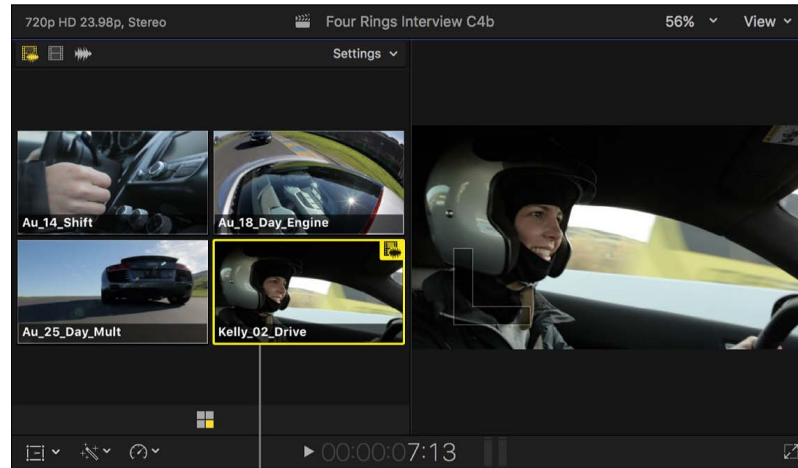 720p HD 23.98p, Stereo
Four Rings Interview C4b
56%
View
Settings
Au_14_Shift
Au_18_Day_Engine
Au_25_Day_Mult
Kelly_02_Drive
00:00:07:13